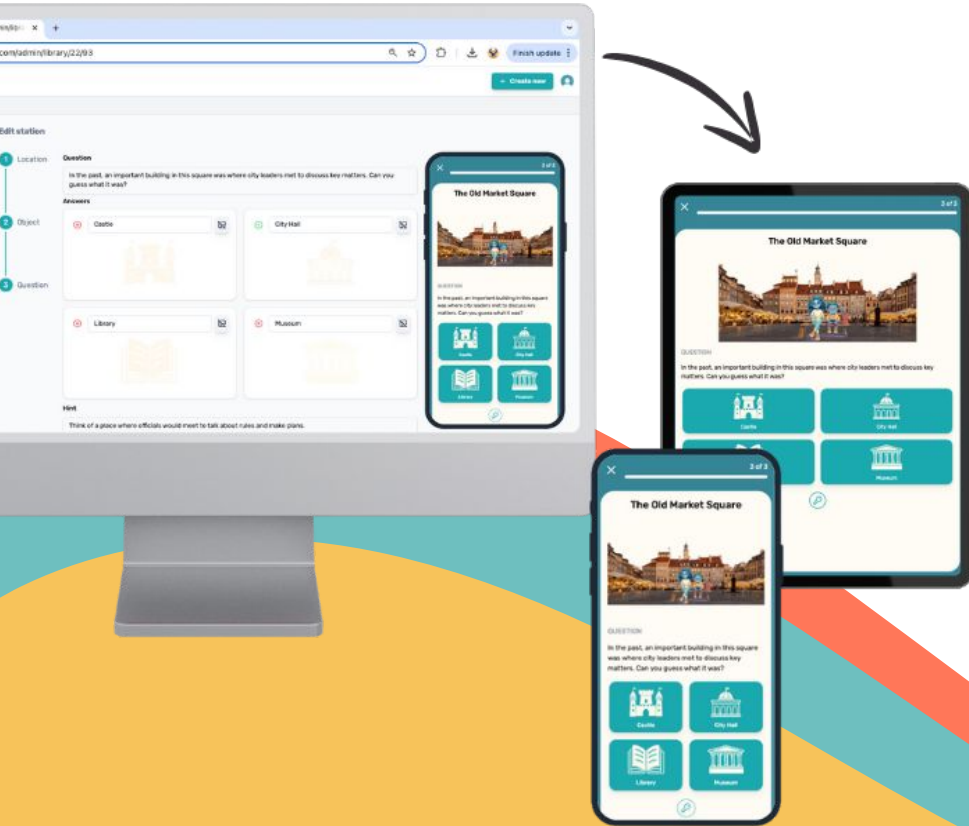 com/admin/library/22/93
Finish update
+ Create new
Edit station
1 Location
2 Object
3 Question
Question
In the past, an important building in this square was where city leaders met to discuss key matters. Can you
guess what it was?
Answers
Castle
City Hall
Library
Museum
Hint
Think of a place where officials would meet to talk about rules and make plans.
3 of 3
The Old Market Square
QUESTION
In the past, an important building in this square
was where city leaders met to discuss key
matters. Can you guess what it was?
Castle
City Hall
Library
Museum
3 of 3
The Old Market Square
QUESTION
In the past, an important building in this square was where city leaders met to discuss key
matters. Can you guess what it was?
Castle
City Hall
Museum
3 of 3
The Old Market Square
QUESTION
In the past, an important building in this square
was where city leaders met to discuss key
matters. Can you guess what it was?
Castle
City Hall
Library
Museum